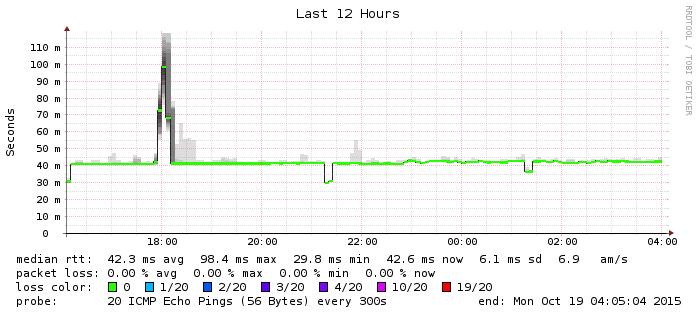 Last 12 Hours
RRDTOOL / TOBI OETIKER
Seconds
110 m
100 m
90 m
80 m
70 m
60 m
50 m
40 m
30 m
20 m
10 m
0
18:00 20:00 22:00 00:00 02:00 04:00
median rtt: 42.3 ms avg 98.4 ms max 29.8 ms min 42.6 ms now 6.1 ms sd 6.9 am/s
packet loss: 0.00 % avg 0.00 % max 0.00 % min 0.00 % now
loss color: 0 1/20 2/20 3/20 4/20 10/20 19/20
probe: 20 ICMP Echo Pings (56 Bytes) every 300s end: Mon Oct 19 04:05:04 2015